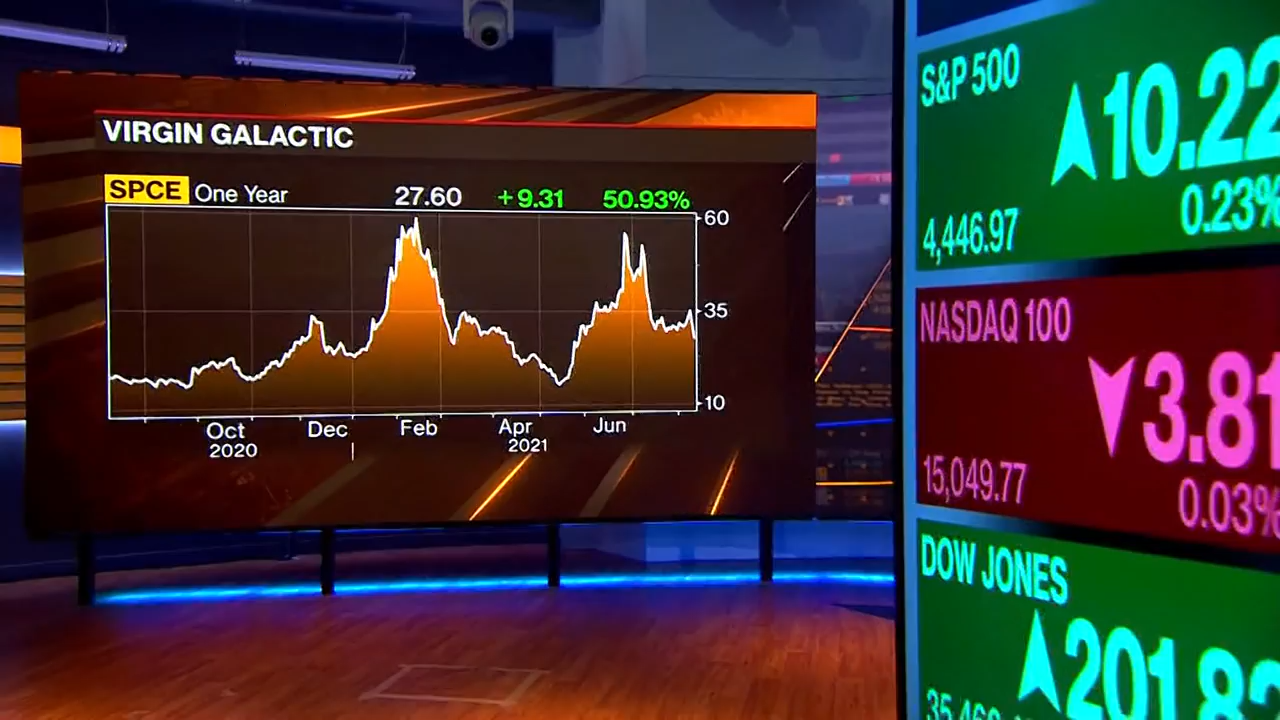 VIRGIN GALACTIC
SPCE One Year 27.60 +9.31 50.93%
60
35
10
Oct Dec Feb Apr Jun
2020 2021
S&P 500
▲10.22
0.23%
4,446.97
NASDAQ 100
▼3.81
0.03%
15,049.77
DOW JONES
▲201.82